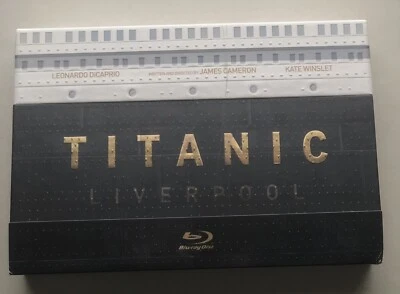 LEONARDO DICAPRIO WRITTEN AND DIRECTED BY JAMES CAMERON KATE WINSLET
TITANIC
LIVERPOOL
Blu-ray Disc